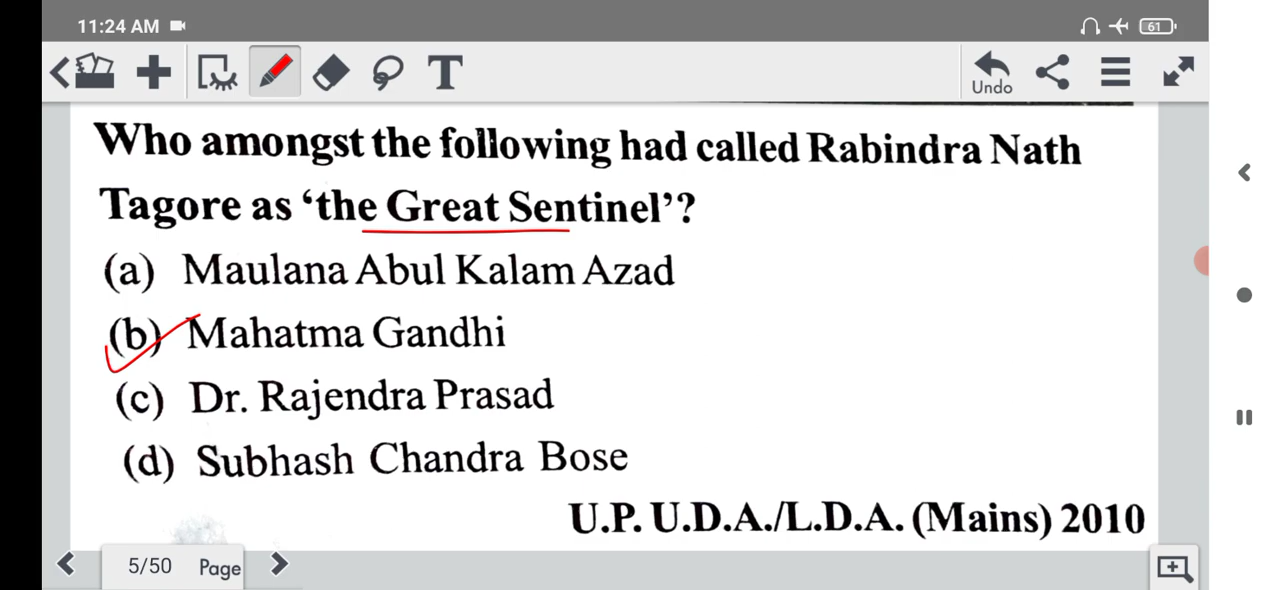 11:24 AM
61
T
Undo
Who amongst the following had called Rabindra Nath
Tagore as ‘the Great Sentinel’?
(a) Maulana Abul Kalam Azad
(b) Mahatma Gandhi
(c) Dr. Rajendra Prasad
(d) Subhash Chandra Bose
U.P. U.D.A./L.D.A. (Mains) 2010
5/50 Page